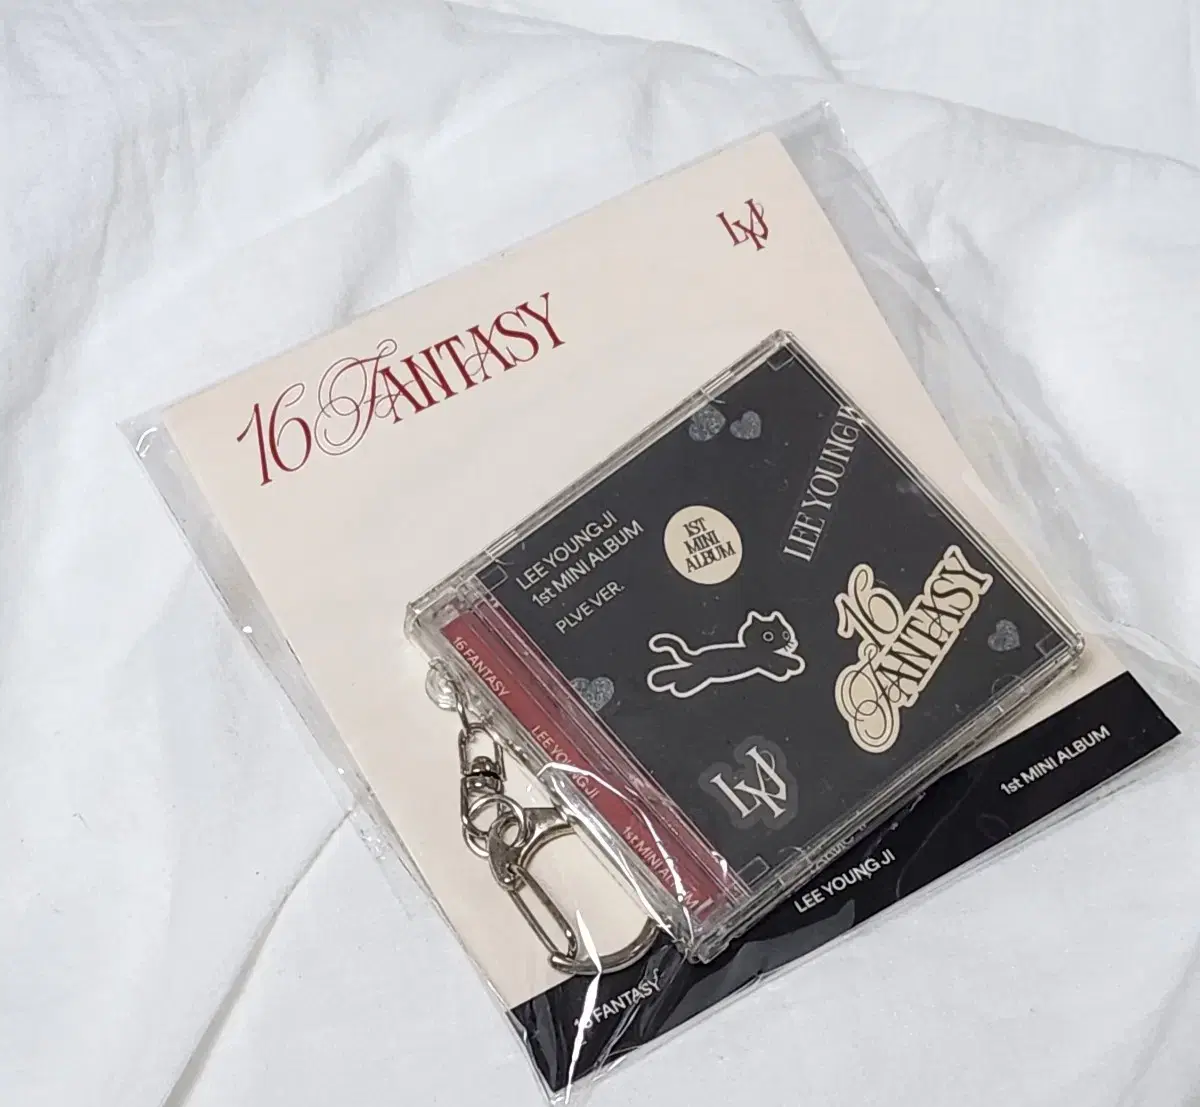 LYJ
16 FANTASY
LEE YOUNG JI
1st MINI ALBUM
PLVE VER.
1ST
MINI
ALBUM
LEE YOUNG
16
FANTASY
LYJ
16 FANTASY
LEE YOUNG JI
1st MINI ALBUM
16 FANTASY
LEE YOUNG JI
1st MINI ALBUM